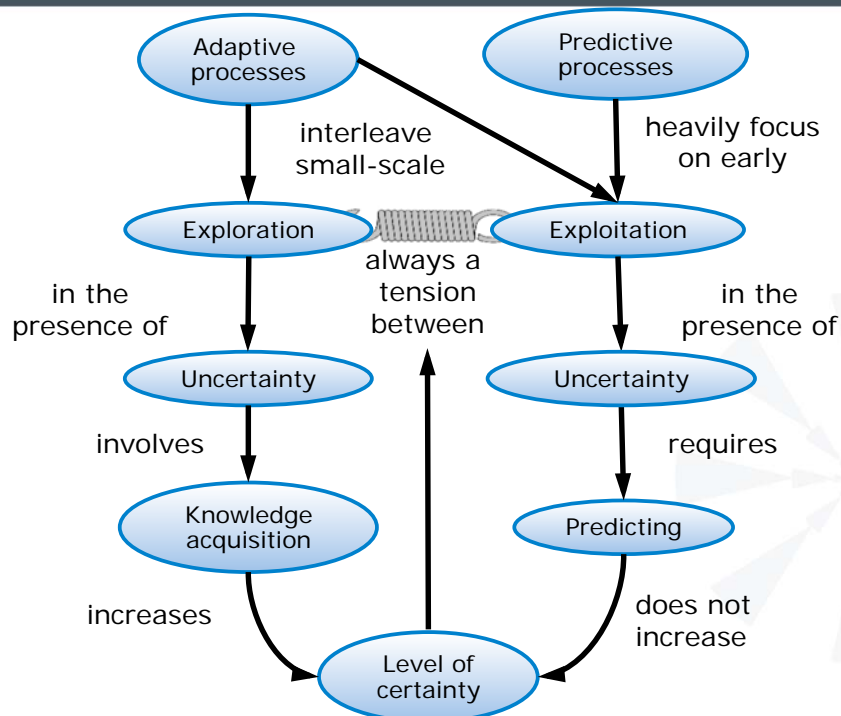 Adaptive
processes
Predictive
processes
interleave
small-scale
heavily focus
on early
Exploration
Exploitation
always a
tension
between
in the
presence of
in the
presence of
Uncertainty
Uncertainty
involves
requires
Knowledge
acquisition
Predicting
increases
does not
increase
Level of
certainty